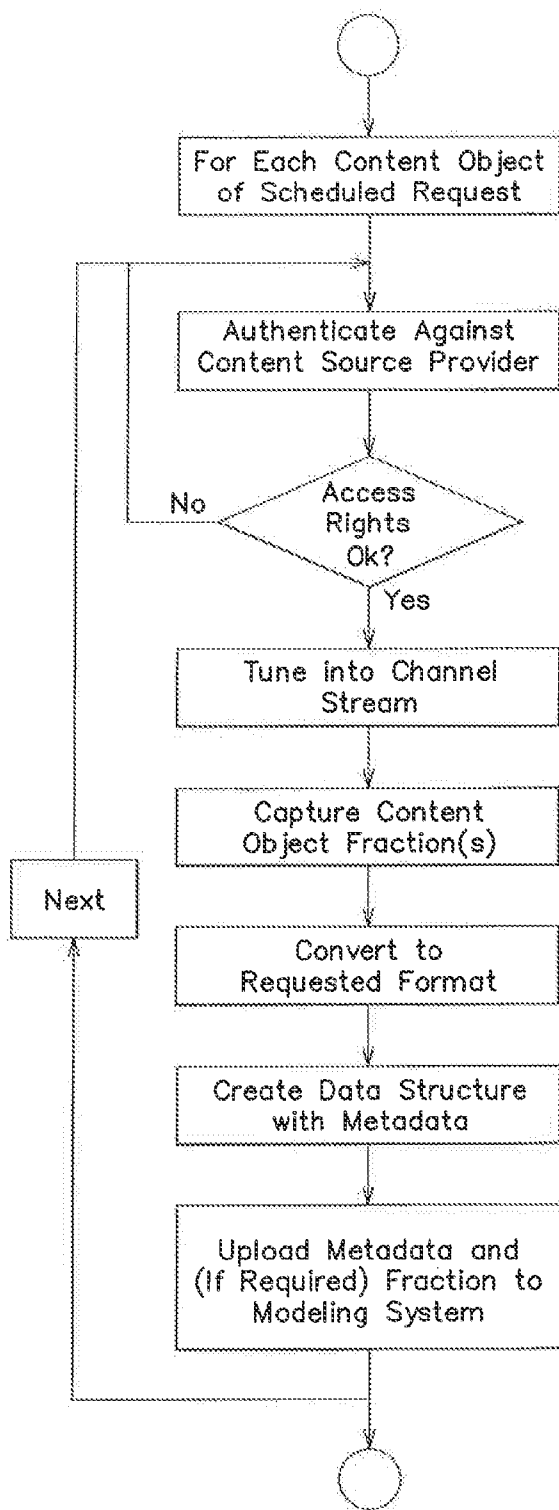 For Each Content Object
of Scheduled Request
Authenticate Against
Content Source Provider
No
Access
Rights
Ok?
Yes
Tune into Channel
Stream
Capture Content
Object Fraction(s)
Next
Convert to
Requested Format
Create Data Structure
with Metadata
Upload Metadata and
(If Required) Fraction to
Modeling System